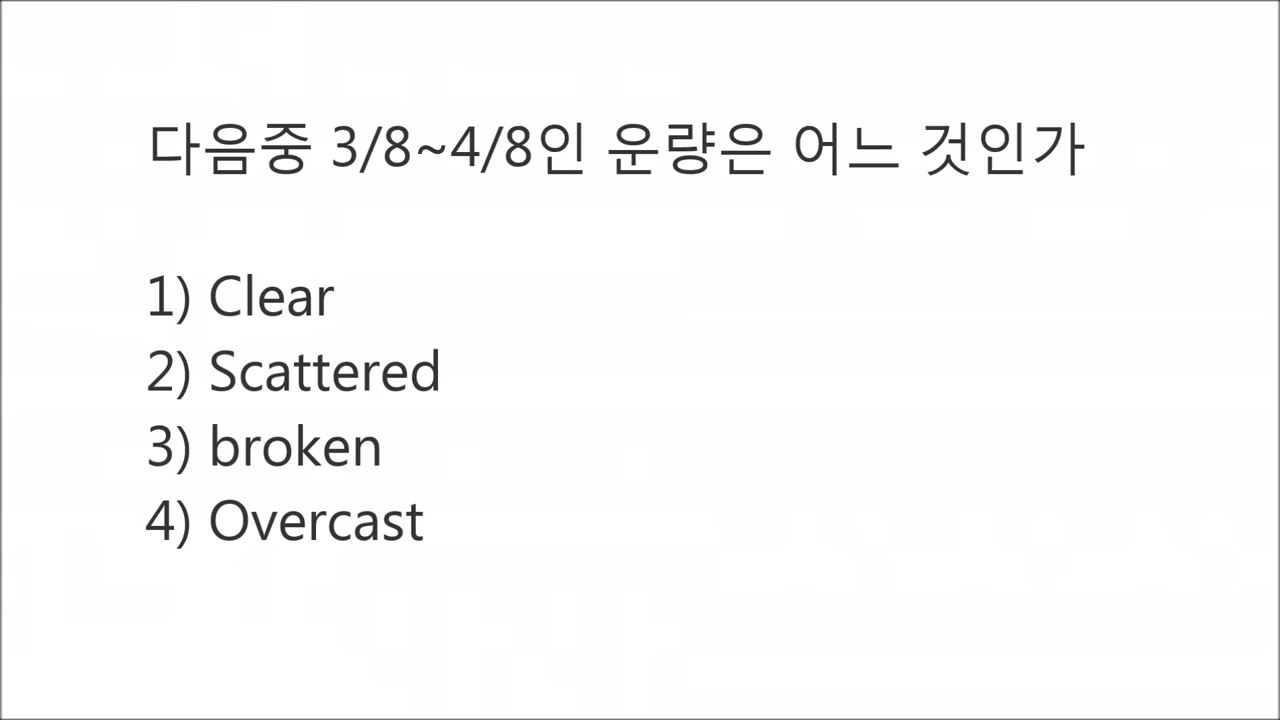 다음중 3/8~4/8인 운량은 어느 것인가
1) Clear
2) Scattered
3) broken
4) Overcast